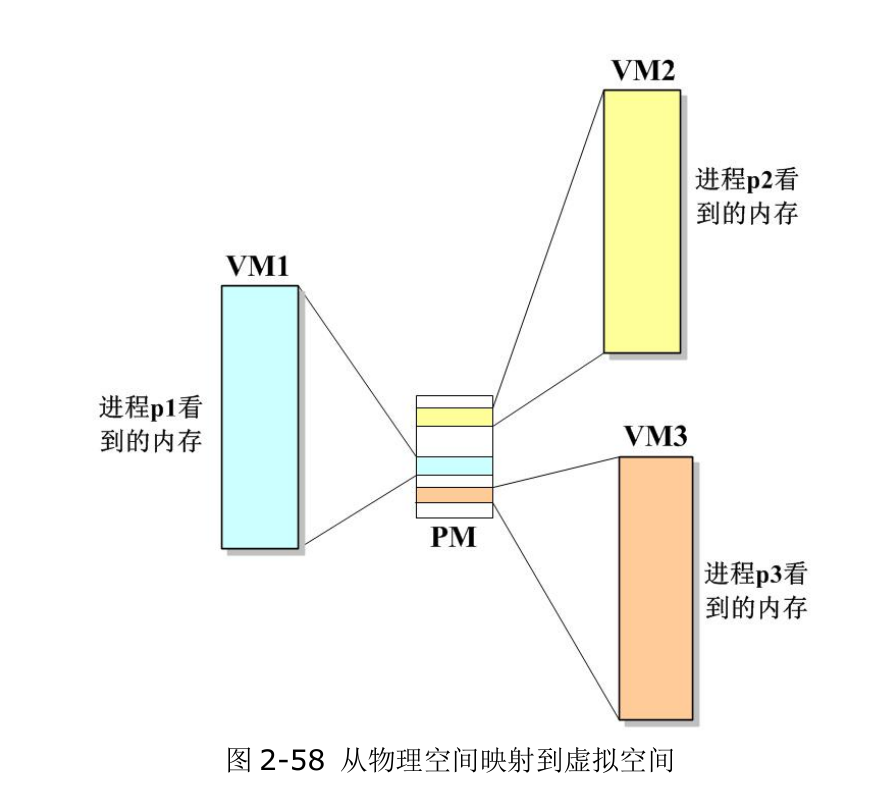 VM2
进程p2看
到的内存
VM1
进程p1看
到的内存
VM3
PM
进程p3看
到的内存
图 2-58 从物理空间映射到虚拟空间